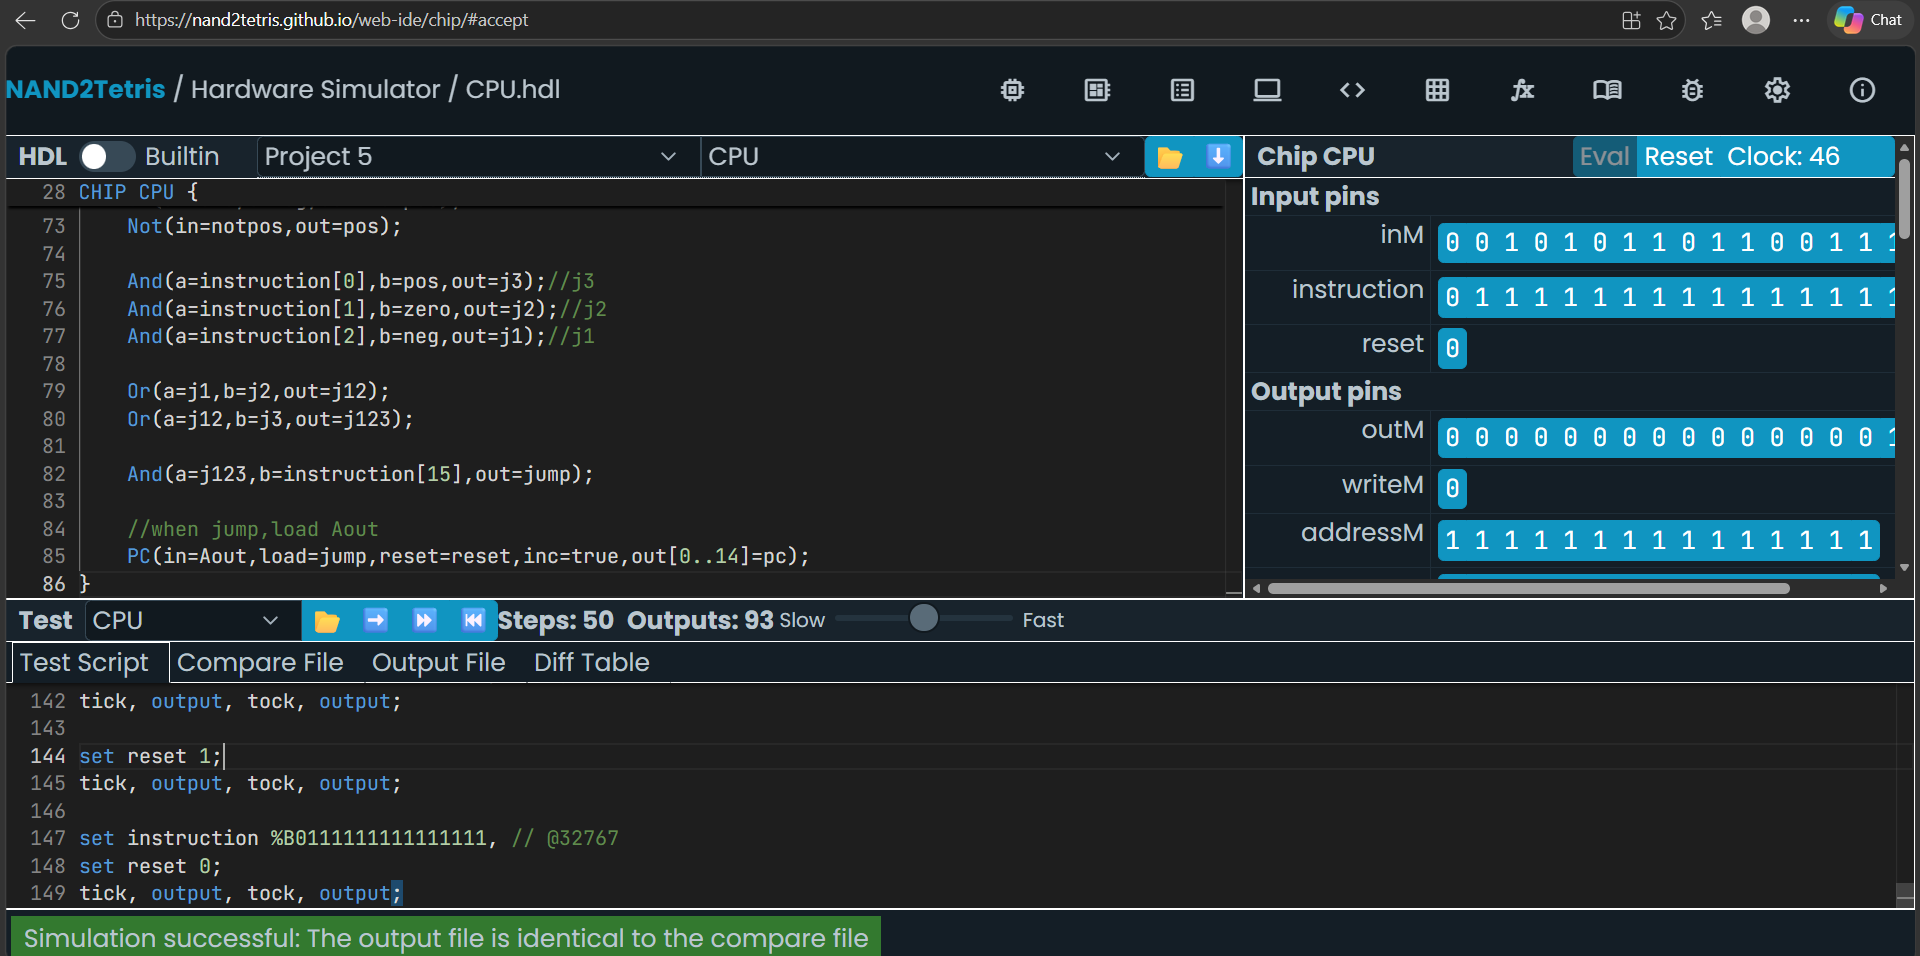 https://nand2tetris.github.io/web-ide/chip/#accept
Chat
NAND2Tetris / Hardware Simulator / CPU.hdl
HDL Builtin Project 5 CPU
Chip CPU Eval Reset Clock: 46
28 CHIP CPU {
73 Not(in=notpos,out=pos);
74
75 And(a=instruction[0],b=pos,out=j3);//j3
76 And(a=instruction[1],b=zero,out=j2);//j2
77 And(a=instruction[2],b=neg,out=j1);//j1
78
79 Or(a=j1,b=j2,out=j12);
80 Or(a=j12,b=j3,out=j123);
81
82 And(a=j123,b=instruction[15],out=jump);
83
84 //when jump,load Aout
85 PC(in=Aout,load=jump,reset=reset,inc=true,out[0..14]=pc);
86 }
Input pins
inM 0 0 1 0 1 0 1 1 0 1 1 0 0 1 1 1
instruction 0 1 1 1 1 1 1 1 1 1 1 1 1 1 1 1
reset 0
Output pins
outM 0 0 0 0 0 0 0 0 0 0 0 0 0 0 0 1
writeM 0
addressM 1 1 1 1 1 1 1 1 1 1 1 1 1 1 1
Test CPU Steps: 50 Outputs: 93 Slow Fast
Test Script Compare File Output File Diff Table
142 tick, output, tock, output;
143
144 set reset 1;
145 tick, output, tock, output;
146
147 set instruction %B0111111111111111, // @32767
148 set reset 0;
149 tick, output, tock, output;
Simulation successful: The output file is identical to the compare file